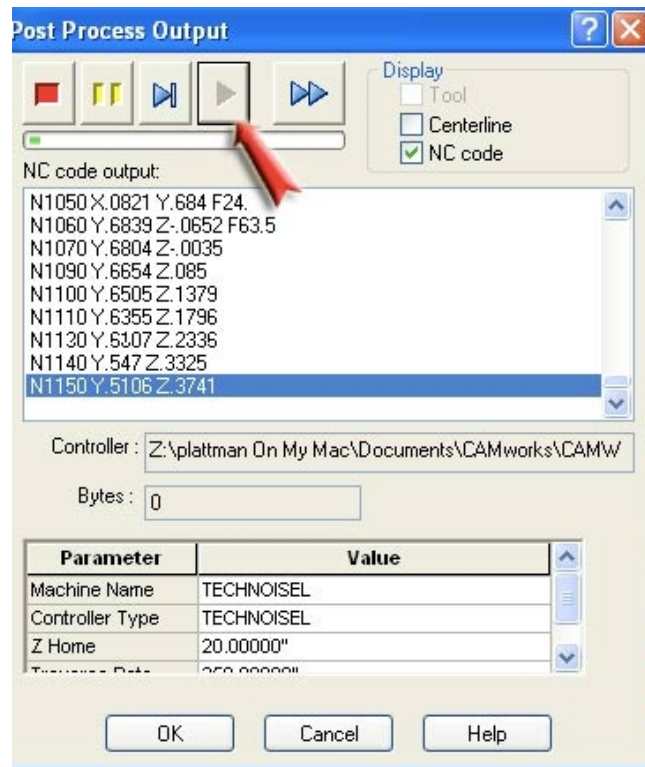 Post Process Output
Display
Tool
Centerline
NC code
NC code output:
N1050 X.0821 Y.684 F24.
N1060 Y.6839 Z-.0652 F63.5
N1070 Y.6804 Z-.0035
N1090 Y.6654 Z.085
N1100 Y.6505 Z.1379
N1110 Y.6355 Z.1796
N1130 Y.6107 Z.2336
N1140 Y.547 Z.3325
N1150 Y.5106 Z.3741
Controller : Z:\plattman On My Mac\Documents\CAMworks\CAMW
Bytes : 0
Parameter Value
Machine Name TECHNOISEL
Controller Type TECHNOISEL
Z Home 20.00000"
OK Cancel Help